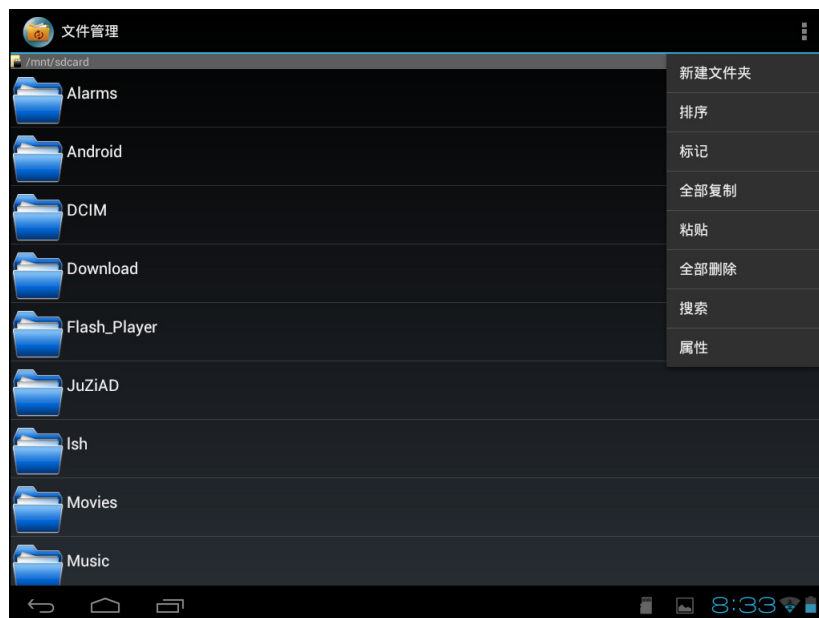 文件管理
/mnt/sdcard
新建文件夹
排序
标记
全部复制
粘贴
全部删除
搜索
属性
Alarms
Android
DCIM
Download
Flash_Player
JuZiAD
lsh
Movies
Music
8:33